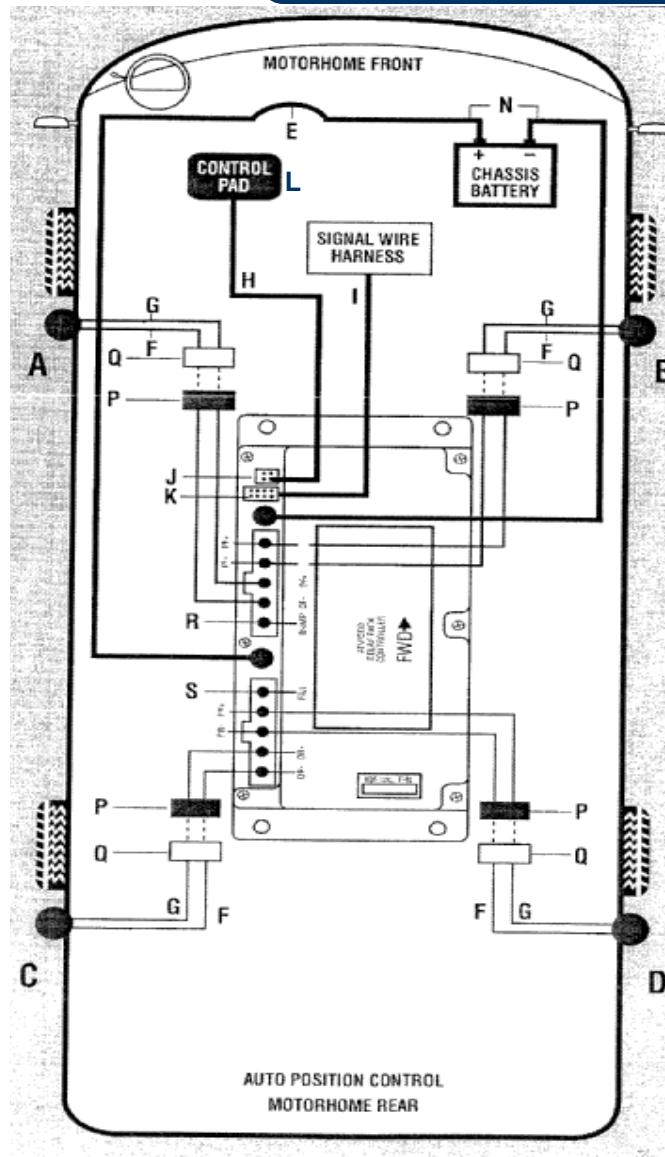 MOTORHOME FRONT
N
E
+ −
CHASSIS
BATTERY
CONTROL
PAD
L
SIGNAL WIRE
HARNESS
H
I
G
G
F
F
A
Q
Q
P
P
J
K
R
FWD
S
P
P
Q
Q
G
F
F
G
C
D
AUTO POSITION CONTROL
MOTORHOME REAR